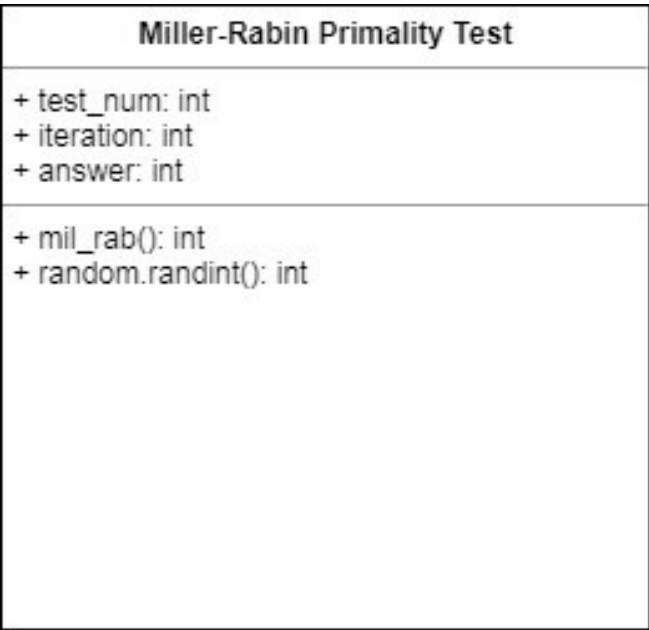 Miller-Rabin Primality Test
+ test_num: int
+ iteration: int
+ answer: int
+ mil_rab(): int
+ random.randint(): int